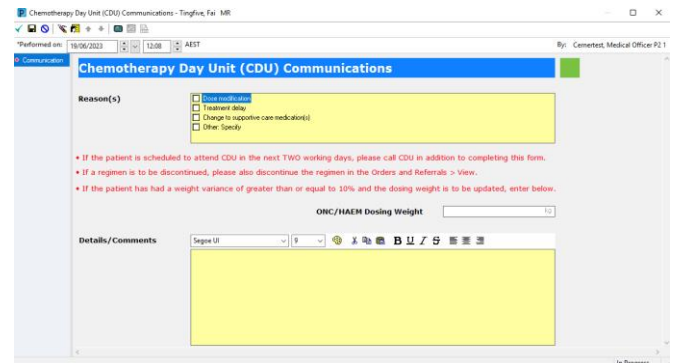 Chemotherapy Day Unit (CDU) Communications - Tingfive, Fai MR
*Performed on: 19/06/2023 12:08 AEST By: Cernertest, Medical Officer P2 1
Communication
Chemotherapy Day Unit (CDU) Communications
Reason(s)
Dose modification
Treatment delay
Change to supportive care medication(s)
Other: Specify
• If the patient is scheduled to attend CDU in the next TWO working days, please call CDU in addition to completing this form.
• If a regimen is to be discontinued, please also discontinue the regimen in the Orders and Referrals > View.
• If the patient has had a weight variance of greater than or equal to 10% and the dosing weight is to be updated, enter below.
ONC/HAEM Dosing Weight kg
Details/Comments Segoe UI 9 B U I S
In Progress